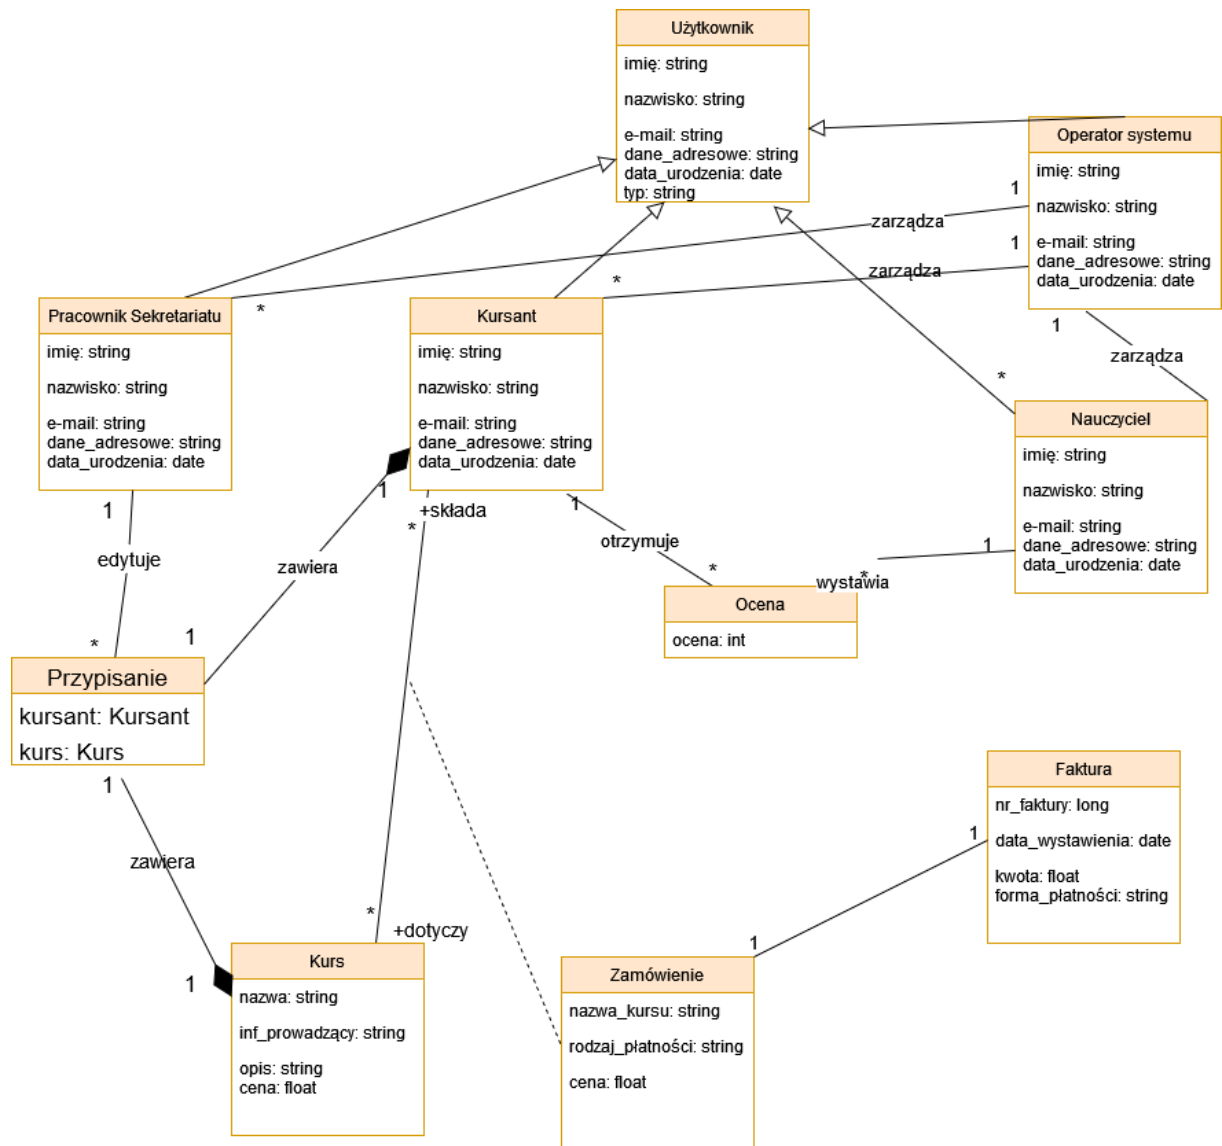 Użytkownik
imię: string
nazwisko: string
e-mail: string
dane_adresowe: string
data_urodzenia: date
typ: string
Operator systemu
imię: string
nazwisko: string
e-mail: string
dane_adresowe: string
data_urodzenia: date
1
zarządza
*
1
zarządza
*
1
zarządza
*
Pracownik Sekretariatu
imię: string
nazwisko: string
e-mail: string
dane_adresowe: string
data_urodzenia: date
Kursant
imię: string
nazwisko: string
e-mail: string
dane_adresowe: string
data_urodzenia: date
Nauczyciel
imię: string
nazwisko: string
e-mail: string
dane_adresowe: string
data_urodzenia: date
1
edytuje
*
1
zawiera
1
+składa
*
1
otrzymuje
*
1
*
wystawia
Ocena
ocena: int
Przypisanie
kursant: Kursant
kurs: Kurs
1
zawiera
1
*
+dotyczy
Kurs
nazwa: string
inf_prowadzący: string
opis: string
cena: float
Zamówienie
nazwa_kursu: string
rodzaj_płatności: string
cena: float
1
1
Faktura
nr_faktury: long
data_wystawienia: date
kwota: float
forma_płatności: string